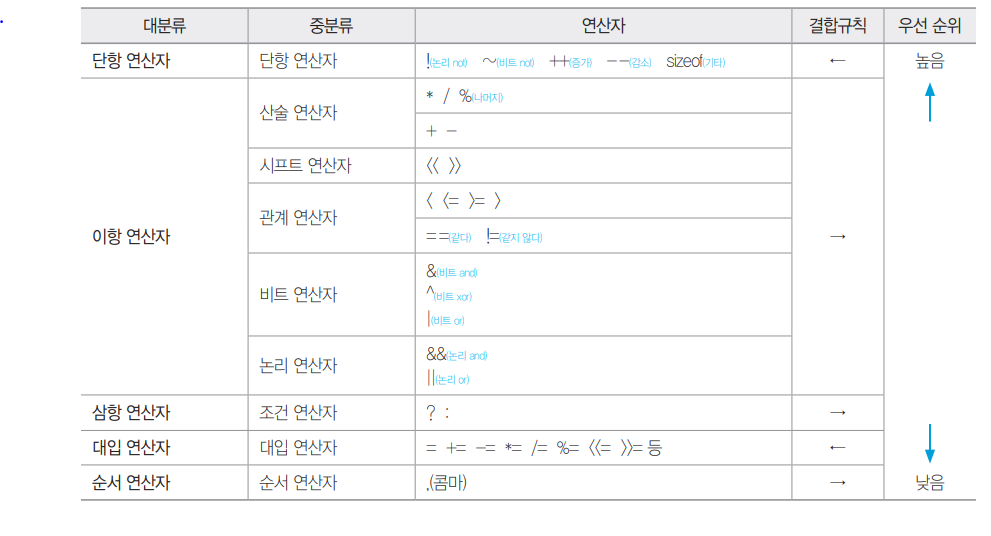 대분류 중분류 연산자 결합규칙 우선 순위
단항 연산자 단항 연산자 !(논리 not) ~(비트 not) ++(증가) --(감소) sizeof(기타) ← 높음
산술 연산자 * / %(나머지)
+ -
시프트 연산자 << >>
관계 연산자 < <= >= >
==(같다) !=(같지 않다)
이항 연산자 →
비트 연산자 &(비트 and)
^(비트 xor)
|(비트 or)
논리 연산자 &&(논리 and)
||(논리 or)
삼항 연산자 조건 연산자 ? : →
대입 연산자 대입 연산자 = += -= *= /= %= <<= >>= 등 ←
순서 연산자 순서 연산자 ,(콤마) → 낮음